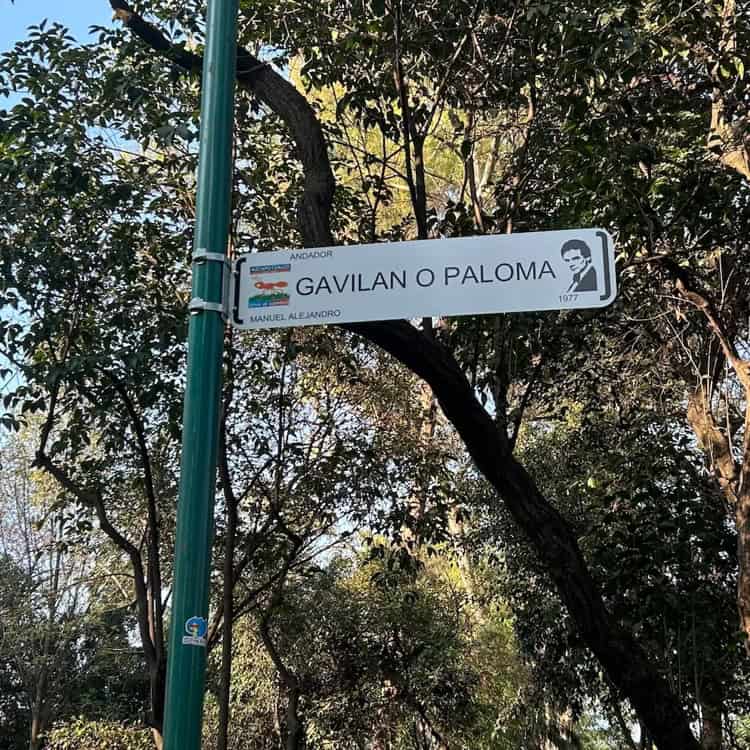 ANDADOR
GAVILAN O PALOMA
MANUEL ALEJANDRO
1977